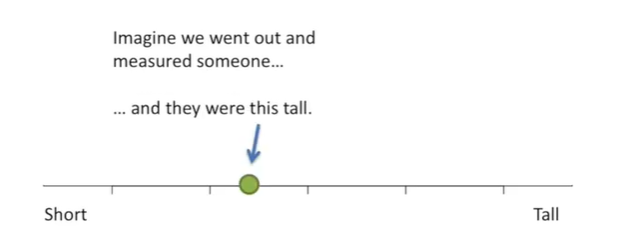 Imagine we went out and
measured someone...
... and they were this tall.
Short
Tall